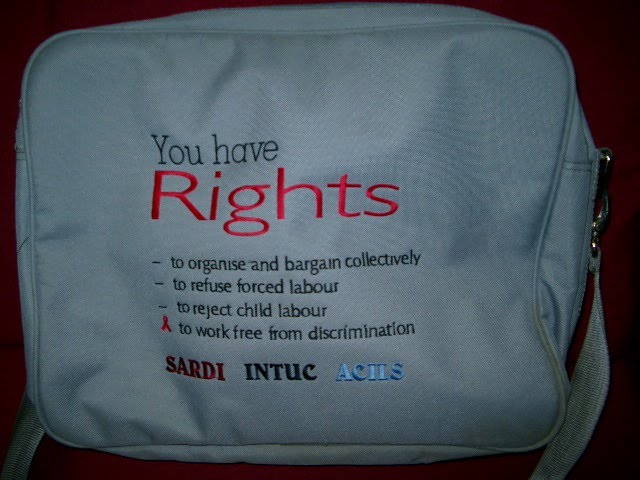 You have
Rights
- to organise and bargain collectively
- to refuse forced labour
- to reject child labour
to work free from discrimination
SARDI INTUC ACILS